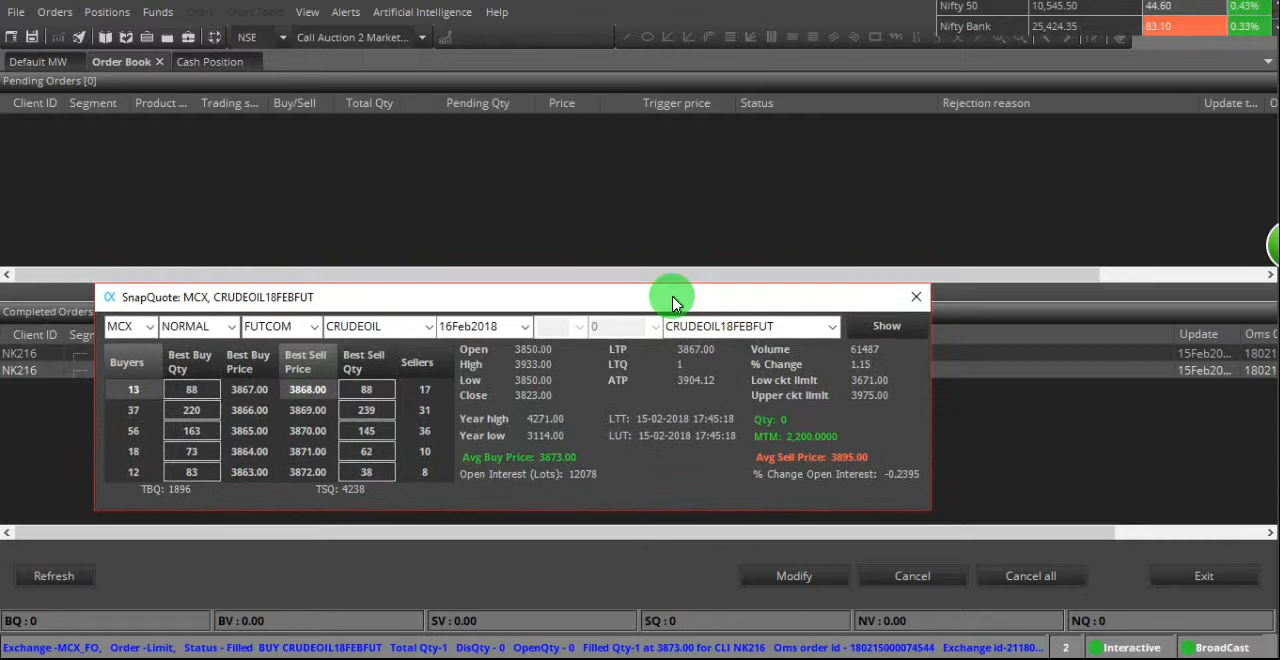 File Orders Positions Funds Chart Chart Tools View Alerts Artificial Intelligence Help
Nifty 50 10,545.50 44.60 0.43%
NSE Call Auction 2 Market...
Nifty Bank 25,424.35 83.10 0.33%
Default MW Order Book Cash Position
Pending Orders [0]
Client ID Segment Product ... Trading s... Buy/Sell Total Qty Pending Qty Price Trigger price Status Rejection reason Update t...
SnapQuote: MCX, CRUDEOIL18FEBFUT
Completed Orders
MCX NORMAL FUTCOM CRUDEOIL 16Feb2018 0 CRUDEOIL18FEBFUT Show
Client ID Update Oms O
Buyers Best Buy Qty Best Buy Price Best Sell Price Best Sell Qty Sellers
NK216 15Feb20... 18021
NK216 15Feb20... 18021
13 88 3867.00 3868.00 88 17
37 220 3866.00 3869.00 239 31
56 163 3865.00 3870.00 145 36
18 73 3864.00 3871.00 62 10
12 83 3863.00 3872.00 38 8
TBQ: 1896 TSQ: 4238
Open 3850.00 LTP 3867.00 Volume 61487
High 3933.00 LTQ 1 % Change 1.15
Low 3850.00 ATP 3904.12 Low ckt limit 3671.00
Close 3823.00 Upper ckt limit 3975.00
Year high 4271.00 LTT: 15-02-2018 17:45:18 Qty: 0
Year low 3114.00 LUT: 15-02-2018 17:45:18 MTM: 2,200.0000
Avg Buy Price: 3873.00 Avg Sell Price: 3895.00
Open Interest (Lots): 12078 % Change Open Interest: -0.2395
Refresh Modify Cancel Cancel all Exit
BQ : 0 BV : 0.00 SV : 0.00 SQ : 0 NV : 0.00 NQ : 0
Exchange -MCX_FO, Order -Limit, Status - Filled BUY CRUDEOIL18FEBFUT Total Qty-1 DisQty - 0 OpenQty - 0 Filled Qty-1 at 3873.00 for CLI NK216 Oms order id - 180215000074544 Exchange id-21180... 2 Interactive BroadCast